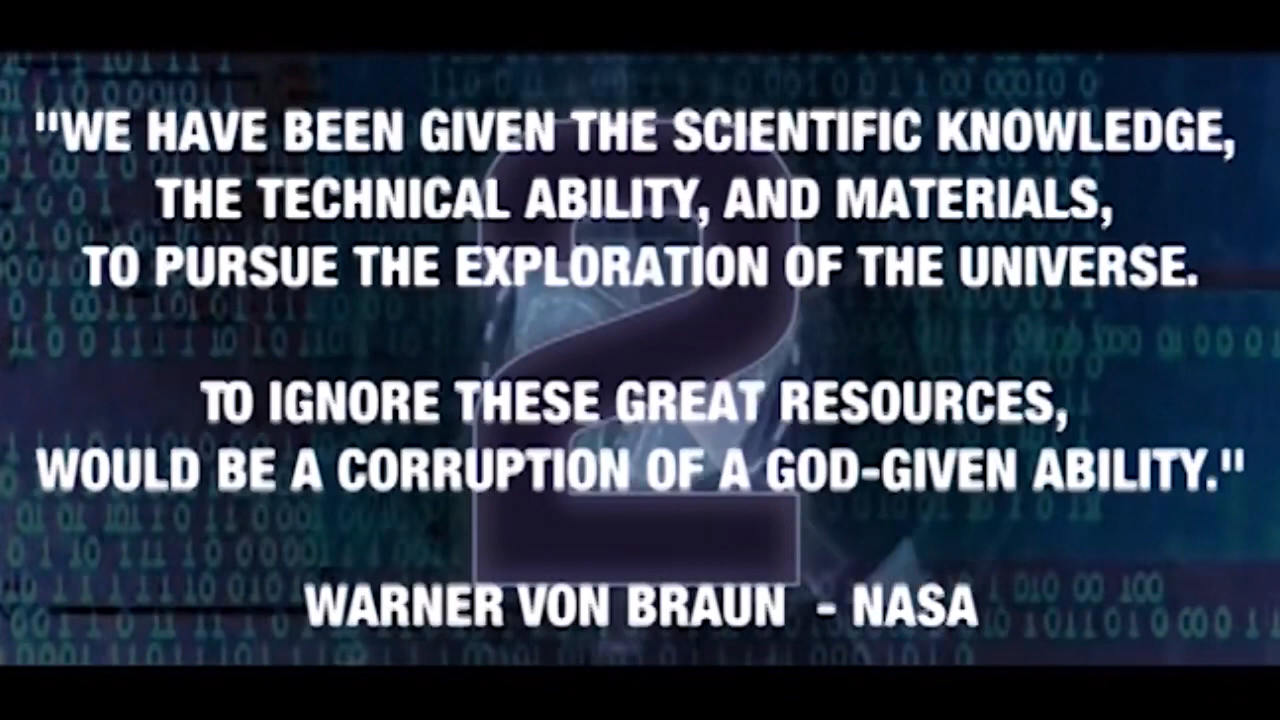 "WE HAVE BEEN GIVEN THE SCIENTIFIC KNOWLEDGE,
THE TECHNICAL ABILITY, AND MATERIALS,
TO PURSUE THE EXPLORATION OF THE UNIVERSE.
TO IGNORE THESE GREAT RESOURCES,
WOULD BE A CORRUPTION OF A GOD-GIVEN ABILITY."
WARNER VON BRAUN - NASA
2